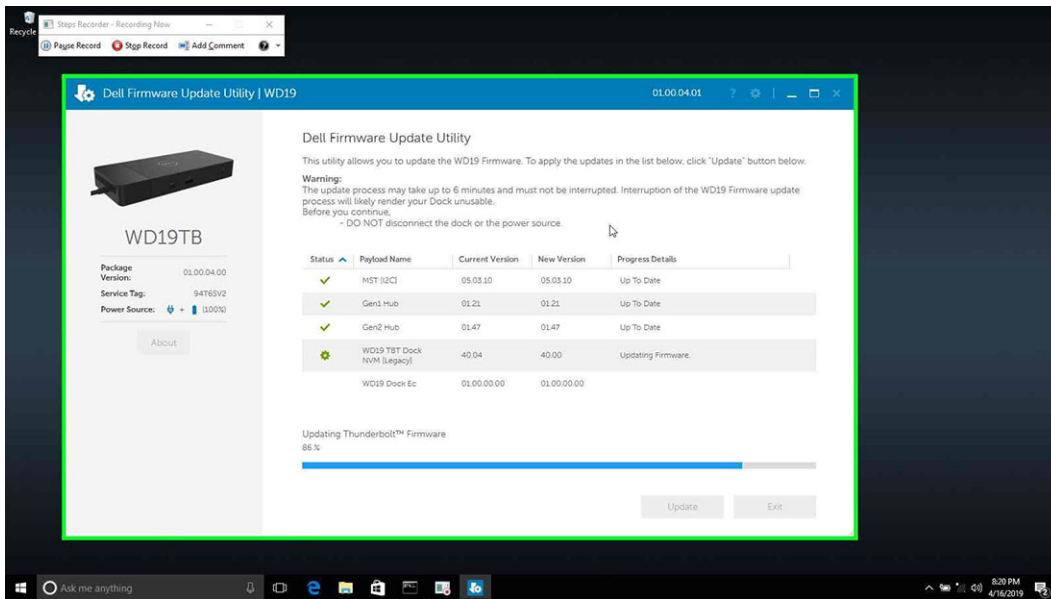 Recycle
Steps Recorder - Recording Now
Pause Record Stop Record Add Comment
Dell Firmware Update Utility | WD19 01.00.04.01
WD19TB
Package Version: 01.00.04.00
Service Tag: 94T6SV2
Power Source: + (100%)
About
Dell Firmware Update Utility
This utility allows you to update the WD19 Firmware. To apply the updates in the list below, click "Update" button below.
Warning:
The update process may take up to 6 minutes and must not be interrupted. Interruption of the WD19 Firmware update
process will likely render your Dock unusable.
Before you continue,
- DO NOT disconnect the dock or the power source.
Status Payload Name Current Version New Version Progress Details
MST [I2C] 05.03.10 05.03.10 Up To Date
Gen1 Hub 01.21 01.21 Up To Date
Gen2 Hub 01.47 01.47 Up To Date
WD19 TBT Dock NVM [Legacy] 40.04 40.00 Updating Firmware.
WD19 Dock Ec 01.00.00.00 01.00.00.00
Updating Thunderbolt™ Firmware
86 %
Update Exit
Ask me anything
8:20 PM
4/16/2019